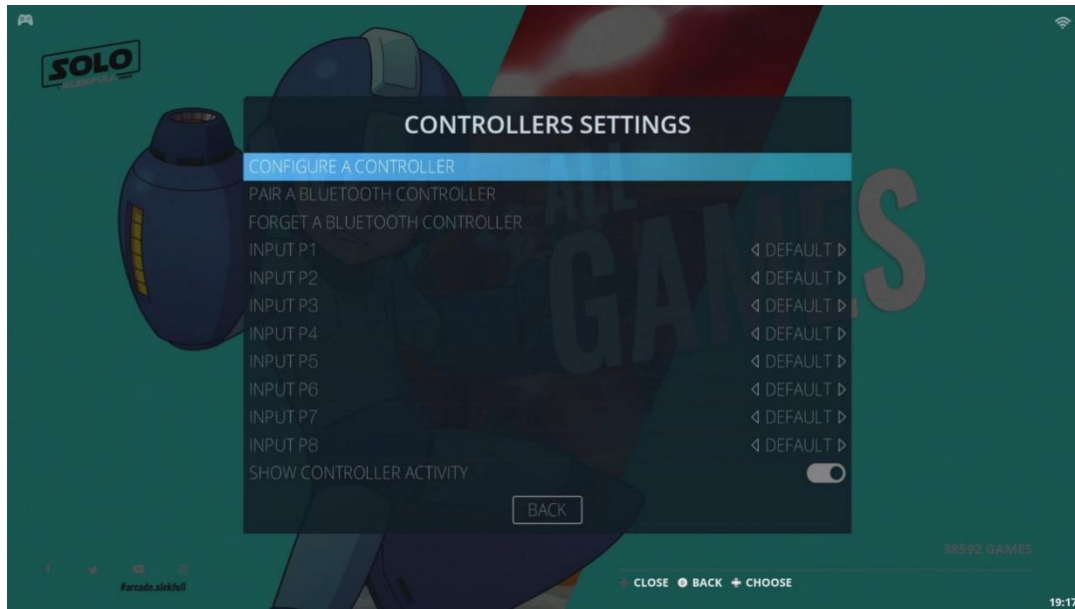 SOLO
CONTROLLERS SETTINGS
CONFIGURE A CONTROLLER
PAIR A BLUETOOTH CONTROLLER
FORGET A BLUETOOTH CONTROLLER
INPUT P1 DEFAULT
INPUT P2 DEFAULT
INPUT P3 DEFAULT
INPUT P4 DEFAULT
INPUT P5 DEFAULT
INPUT P6 DEFAULT
INPUT P7 DEFAULT
INPUT P8 DEFAULT
SHOW CONTROLLER ACTIVITY
BACK
ALL
GAMES
38592 GAMES
#arcade.alekfull
CLOSE BACK CHOOSE
19:17